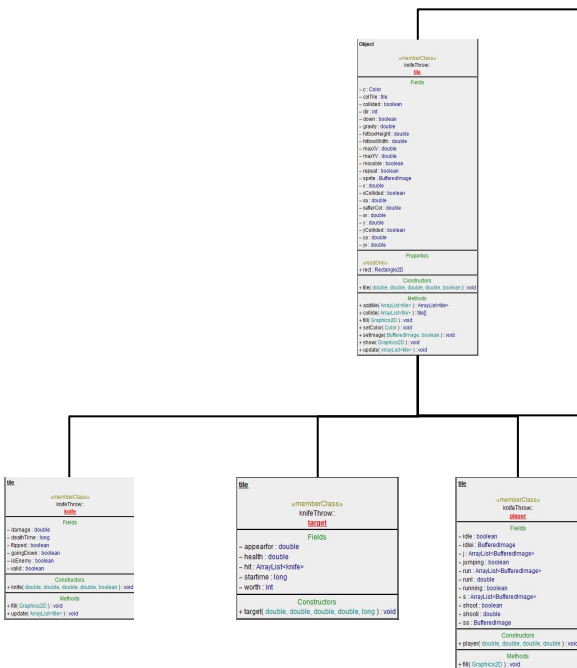 Object
«memberClass»
knifeThrow::
tile
Fields
~ c : Color
~ colTile : tile
~ collided : boolean
~ dir : int
~ down : boolean
~ gravity : double
~ hitboxHeight : double
~ hitboxWidth : double
~ maxXV : double
~ maxYV : double
~ movable : boolean
~ repeat : boolean
~ sprite : BufferedImage
~ x : double
~ xCollided : boolean
~ xa : double
~ xafterCol : double
~ xv : double
~ y : double
~ yCollided : boolean
~ ya : double
~ yv : double
Properties
«readOnly»
+ rect : Rectangle2D
Constructors
+ tile( double, double, double, double, boolean ) : void
Methods
+ addMe( ArrayList<tile> ) : ArrayList<tile>
+ collide( ArrayList<tile> ) : tile[]
+ fill( Graphics2D ) : void
+ setColor( Color ) : void
+ setImage( BufferedImage, boolean ) : void
+ show( Graphics2D ) : void
+ update( ArrayList<tile> ) : void
tile
«memberClass»
knifeThrow::
knife
Fields
~ damage : double
~ deathTime : long
~ flipped : boolean
~ goingDown : boolean
~ isEnemy : boolean
~ valid : boolean
Constructors
+ knife( double, double, double, double, boolean ) : void
Methods
+ fill( Graphics2D ) : void
+ update( ArrayList<tile> ) : void
tile
«memberClass»
knifeThrow::
target
Fields
~ appearfor : double
~ health : double
~ hit : ArrayList<knife>
~ startime : long
~ worth : int
Constructors
+ target( double, double, double, double, long ) : void
tile
«memberClass»
knifeThrow::
player
Fields
~ idle : boolean
~ idlei : BufferedImage
~ j : ArrayList<BufferedImage>
~ jumping : boolean
~ run : ArrayList<BufferedImage>
~ runI : double
~ running : boolean
~ s : ArrayList<BufferedImage>
~ shoot : boolean
~ shooti : double
~ ss : BufferedImage
Constructors
+ player( double, double, double, double ) : void
Methods
+ fill( Graphics2D ) : void